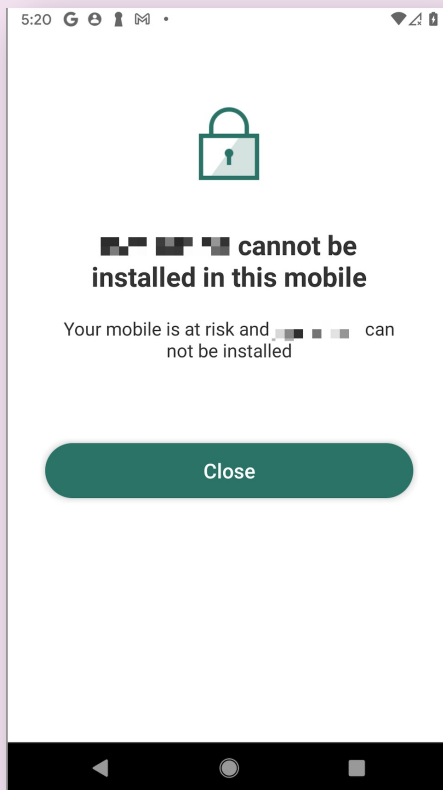 5:20
cannot be
installed in this mobile
Your mobile is at risk and can
not be installed
Close